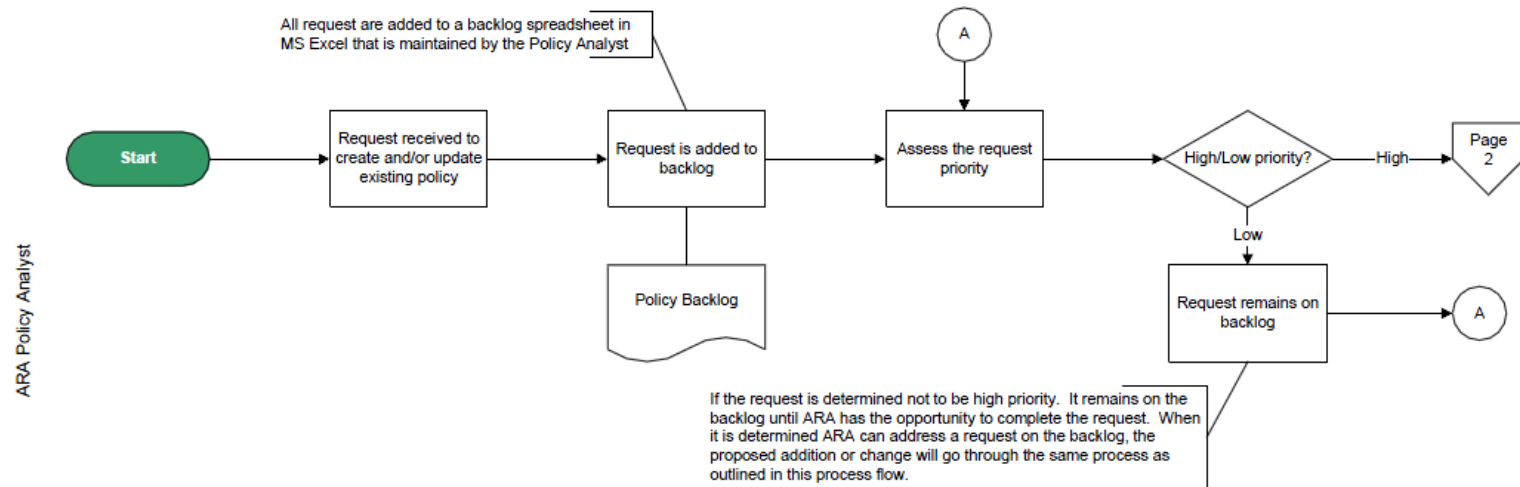 All request are added to a backlog spreadsheet in
MS Excel that is maintained by the Policy Analyst
A
Start
Request received to
create and/or update
existing policy
Request is added to
backlog
Assess the request
priority
High/Low priority?
High
Page
2
Low
ARA Policy Analyst
Policy Backlog
Request remains on
backlog
A
If the request is determined not to be high priority.  It remains on the
backlog until ARA has the opportunity to complete the request.  When
it is determined ARA can address a request on the backlog, the
proposed addition or change will go through the same process as
outlined in this process flow.